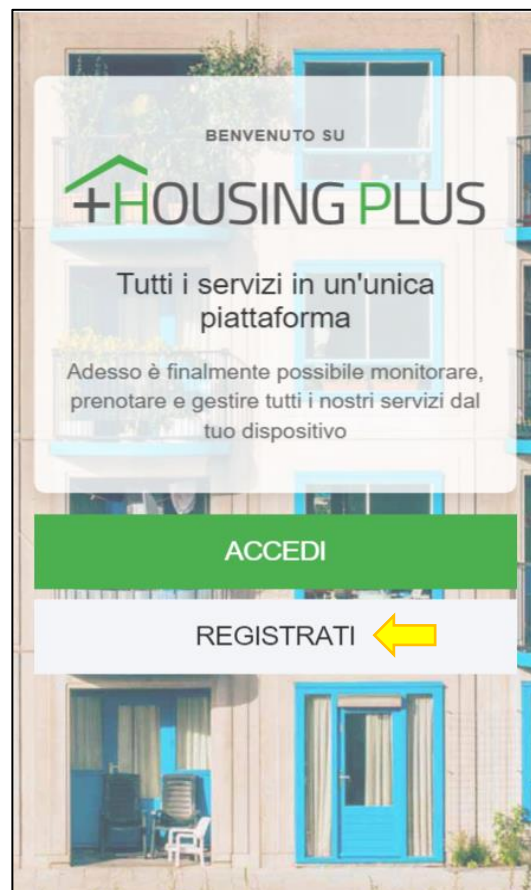 BENVENUTO SU
+HOUSING PLUS
Tutti i servizi in un'unica
piattaforma
Adesso è finalmente possibile monitorare,
prenotare e gestire tutti i nostri servizi dal
tuo dispositivo
ACCEDI
REGISTRATI